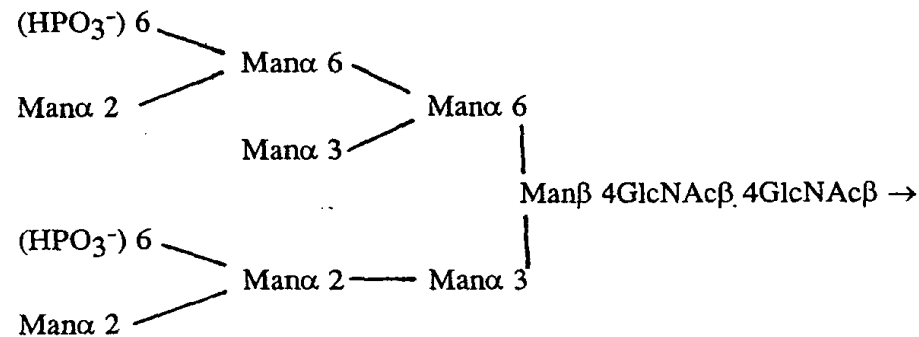 (HPO₃⁻) 6
Manα 6
Manα 2
Manα 6
Manα 3
Manβ 4GlcNAcβ 4GlcNAcβ →
(HPO₃⁻) 6
Manα 2 Manα 3
Manα 2